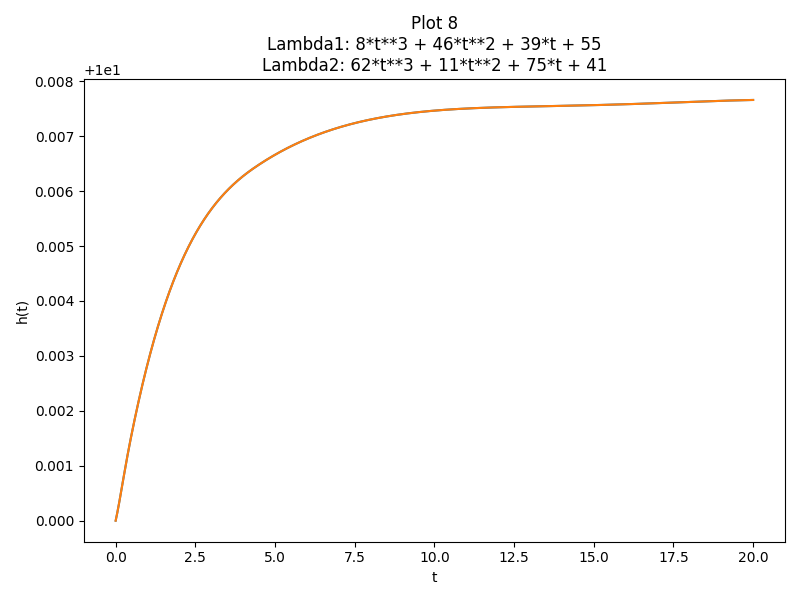 Plot 8
Lambda1: 8*t**3 + 46*t**2 + 39*t + 55
Lambda2: 62*t**3 + 11*t**2 + 75*t + 41
+1e1
0.008
0.007
0.006
0.005
0.004
0.003
0.002
0.001
0.000
h(t)
0.0 2.5 5.0 7.5 10.0 12.5 15.0 17.5 20.0
t